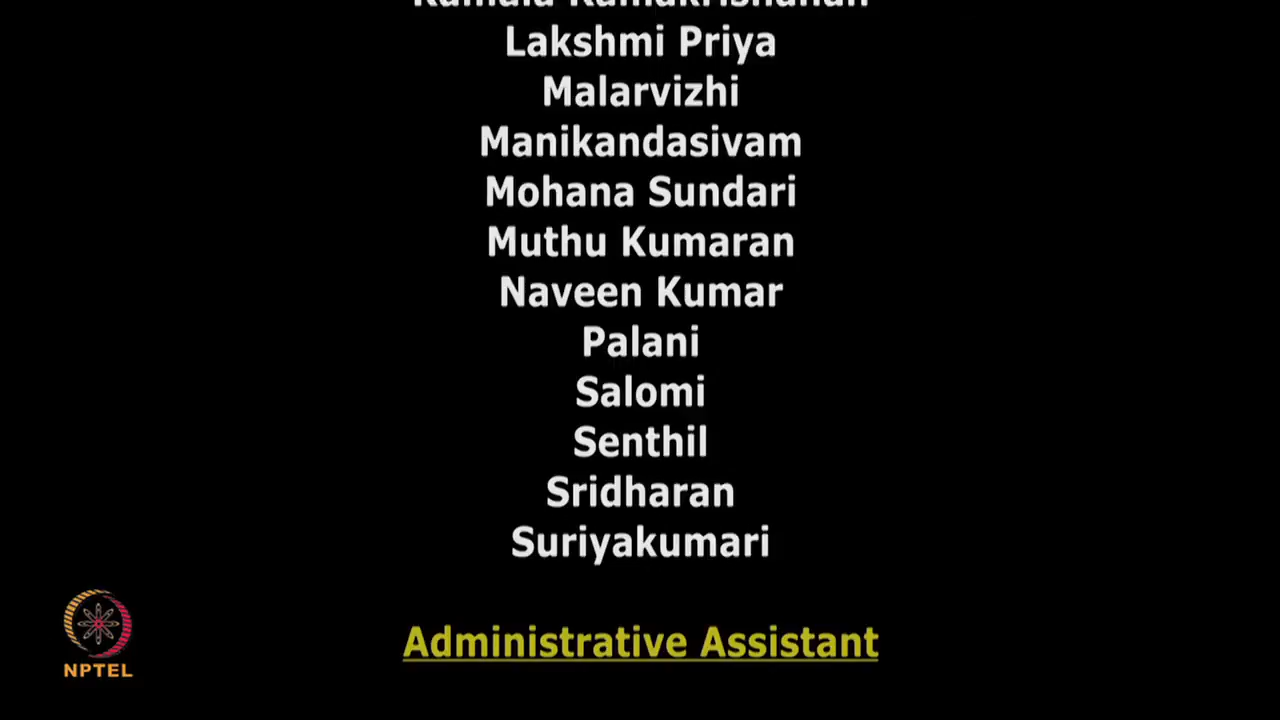 Lakshmi Priya
Malarvizhi
Manikandasivam
Mohana Sundari
Muthu Kumaran
Naveen Kumar
Palani
Salomi
Senthil
Sridharan
Suriyakumari
Administrative Assistant
NPTEL